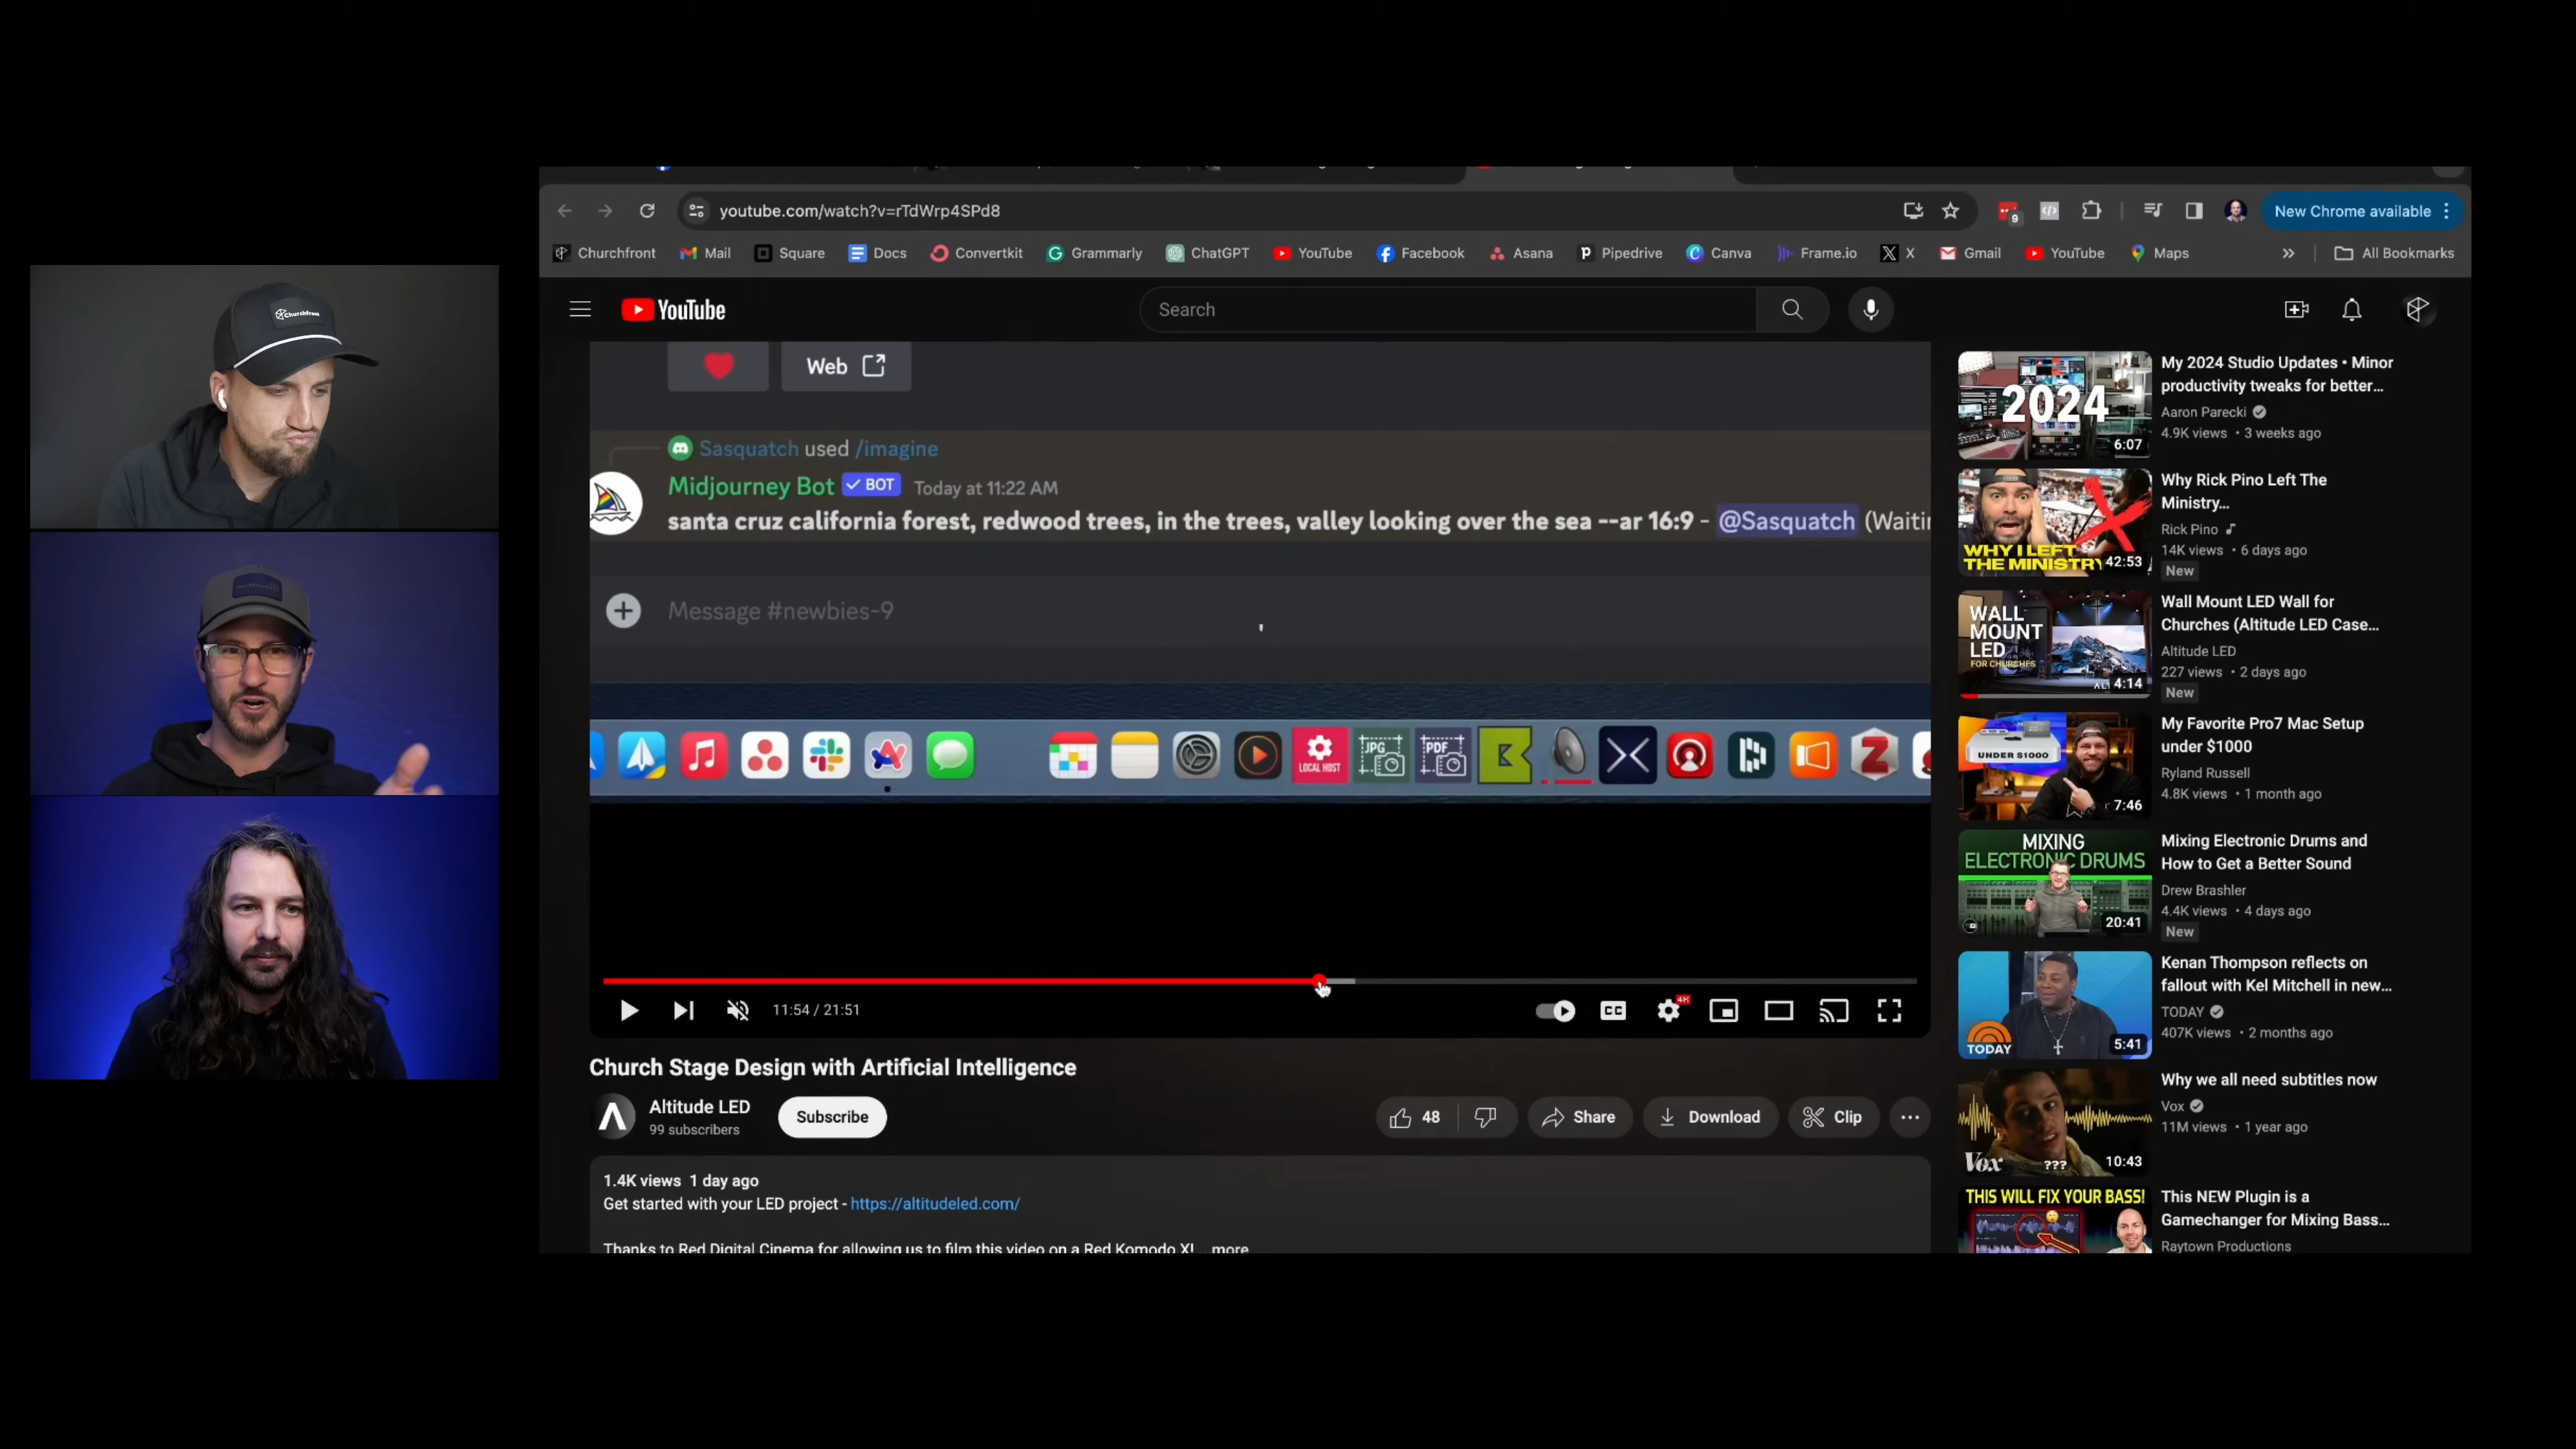 youtube.com/watch?v=rTdWrp4SPd8
New Chrome available
9
Churchfront
Mail
Square
Docs
Convertkit
Grammarly
ChatGPT
YouTube
Facebook
Asana
Pipedrive
Canva
Frame.io
X
Gmail
YouTube
Maps
All Bookmarks
Churchfront
YouTube
Search
Web
Sasquatch used /imagine
Midjourney Bot ✓ BOT Today at 11:22 AM
santa cruz california forest, redwood trees, in the trees, valley looking over the sea --ar 16:9 - @Sasquatch
Message #newbies-9
LOCAL HOST
JPG
PDF
11:54 / 21:51
CC
4K
Church Stage Design with Artificial Intelligence
Altitude LED
99 subscribers
Subscribe
48
Share
Download
Clip
1.4K views 1 day ago
Get started with your LED project - https://altitudeled.com/
Thanks to Red Digital Cinema for allowing us to film this video on a Red Komodo X! ...more
2024
6:07
My 2024 Studio Updates • Minor
productivity tweaks for better...
Aaron Parecki
4.9K views • 3 weeks ago
WHY I LEFT
THE MINISTRY
42:53
Why Rick Pino Left The
Ministry...
Rick Pino
14K views • 6 days ago
New
WALL
MOUNT
LED
FOR CHURCHES
4:14
Wall Mount LED Wall for
Churches (Altitude LED Case...
Altitude LED
227 views • 2 days ago
New
UNDER $1000
7:46
My Favorite Pro7 Mac Setup
under $1000
Ryland Russell
4.8K views • 1 month ago
MIXING
ELECTRONIC DRUMS
20:41
Mixing Electronic Drums and
How to Get a Better Sound
Drew Brashler
4.4K views • 4 days ago
New
TODAY
5:41
Kenan Thompson reflects on
feud with Kel Mitchell in new...
TODAY
407K views • 2 months ago
Vox
???
10:43
Why we all need subtitles now
Vox
11M views • 1 year ago
THIS WILL FIX YOUR BASS!
This NEW Plugin is a
Gamechanger for Mixing Bass...
Raytown Productions